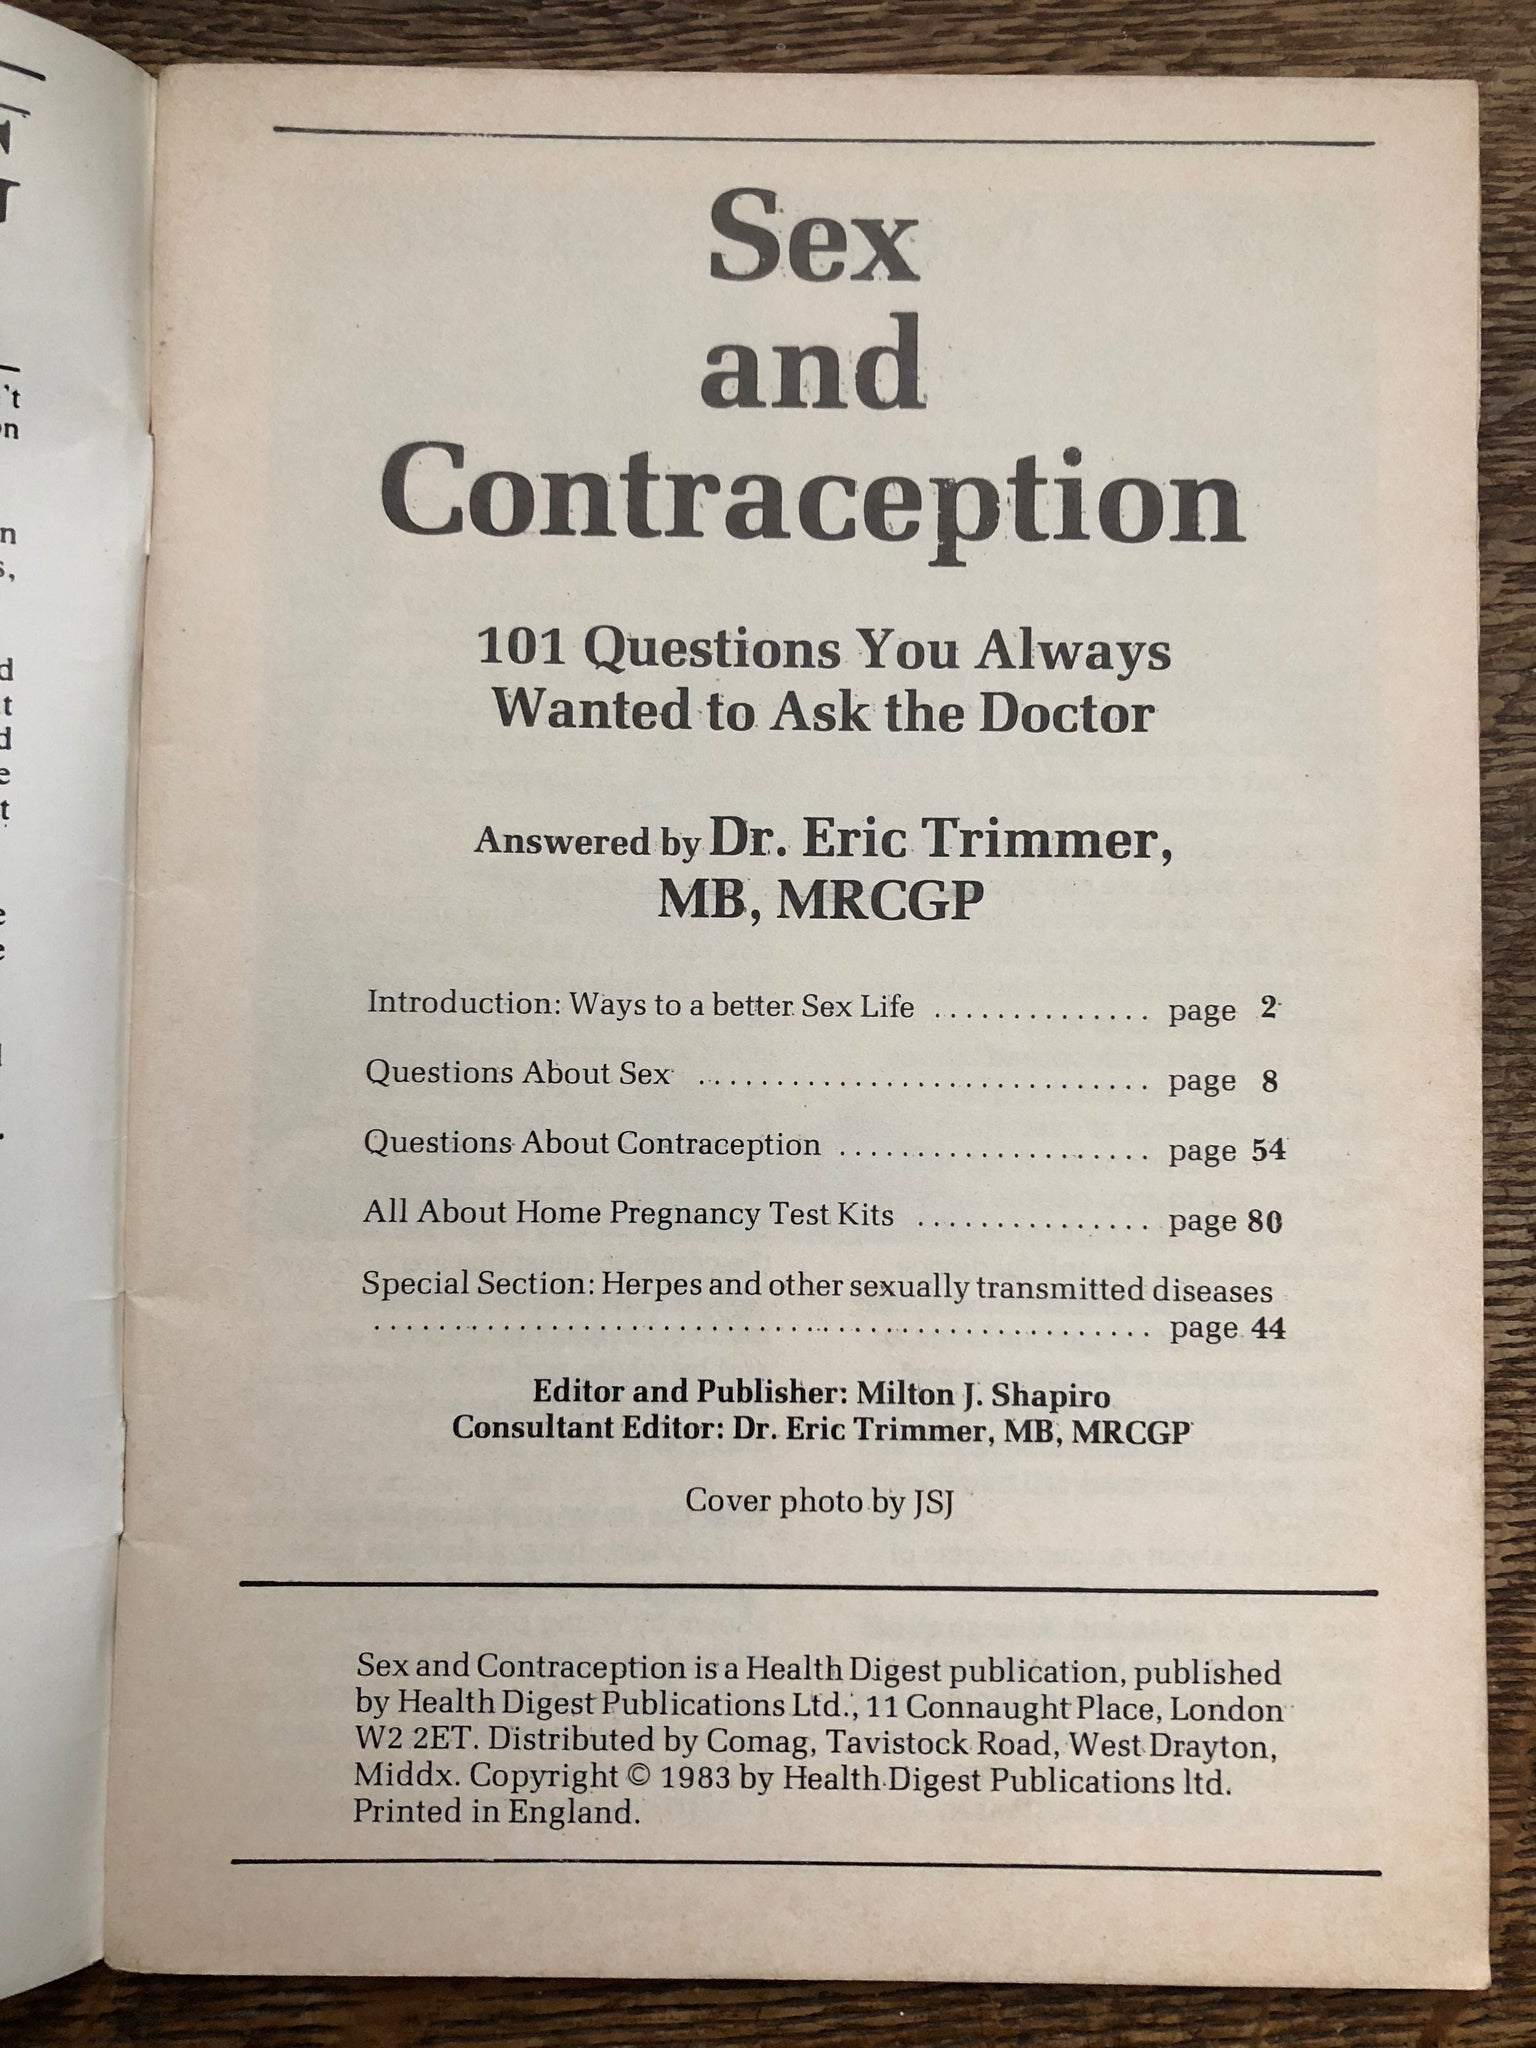 Sex
and
Contraception
101 Questions You Always
Wanted to Ask the Doctor
Answered by Dr. Eric Trimmer,
MB, MRCGP
Introduction: Ways to a better Sex Life .............. page 2
Questions About Sex ............................. page 8
Questions About Contraception .................... page 54
All About Home Pregnancy Test Kits ............... page 80
Special Section: Herpes and other sexually transmitted diseases
.................................................. page 44
Editor and Publisher: Milton J. Shapiro
Consultant Editor: Dr. Eric Trimmer, MB, MRCGP
Cover photo by JSJ
Sex and Contraception is a Health Digest publication, published
by Health Digest Publications Ltd., 11 Connaught Place, London
W2 2ET. Distributed by Comag, Tavistock Road, West Drayton,
Middx. Copyright © 1983 by Health Digest Publications ltd.
Printed in England.